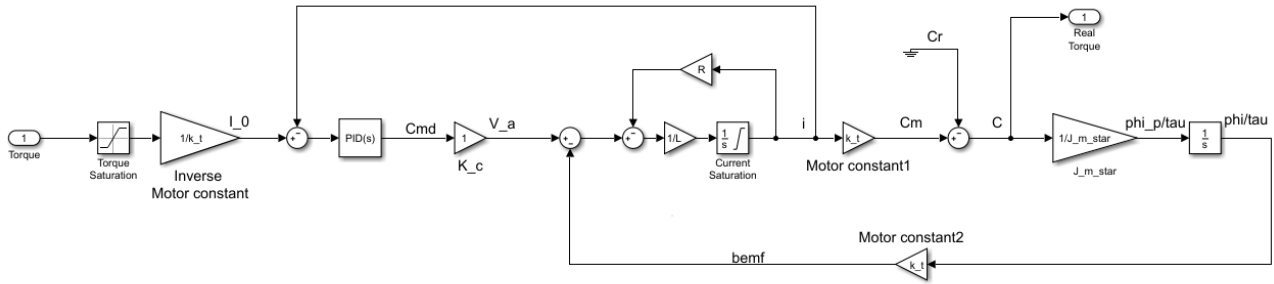 1
Torque
Torque
Saturation
1/k_t
Inverse
Motor constant
I_0
+
−
PID(s)
Cmd
1
K_c
V_a
+
−
+
−
R
1/L
1
s
Current
Saturation
i
k_t
Motor constant1
Cm
Cr
+
−
C
1
Real
Torque
1/J_m_star
J_m_star
phi_p/tau
1
s
phi/tau
Motor constant2
k_t
bemf